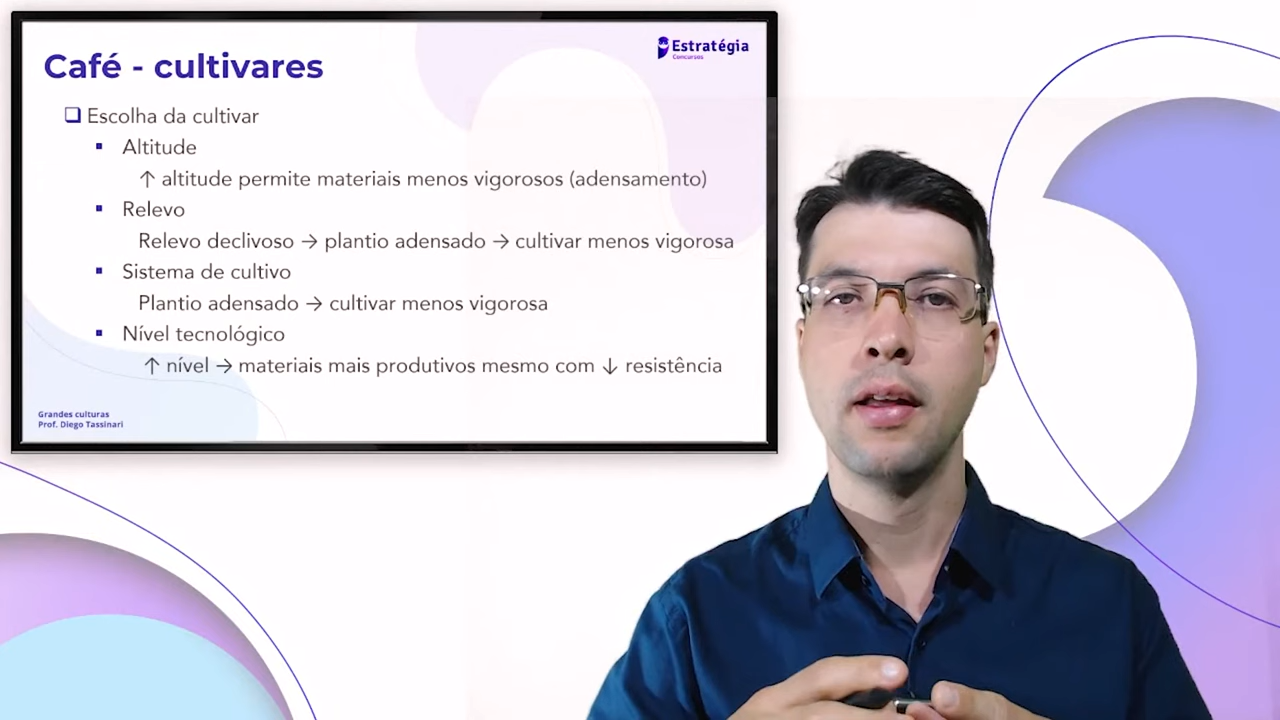 Café - cultivares
Estratégia
Concursos
❑ Escolha da cultivar
▪ Altitude
↑ altitude permite materiais menos vigorosos (adensamento)
▪ Relevo
Relevo declivoso → plantio adensado → cultivar menos vigorosa
▪ Sistema de cultivo
Plantio adensado → cultivar menos vigorosa
▪ Nível tecnológico
↑ nível → materiais mais produtivos mesmo com ↓ resistência
Grandes culturas
Prof. Diego Tassinari